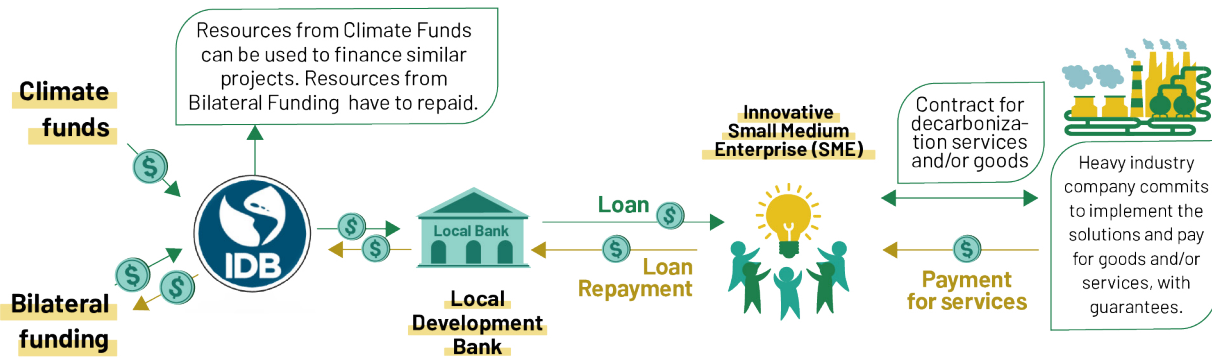 Resources from Climate Funds
can be used to finance similar
projects. Resources from
Bilateral Funding have to repaid.
Climate
funds
$
IDB
Bilateral
funding
$
$
$
$
Local Bank
Local
Development
Bank
Loan
$
$
Loan
Repayment
Innovative
Small Medium
Enterprise (SME)
Contract for
decarboniza-
tion services
and/or goods
$
Payment
for services
Heavy industry
company commits
to implement the
solutions and pay
for goods and/or
services, with
guarantees.